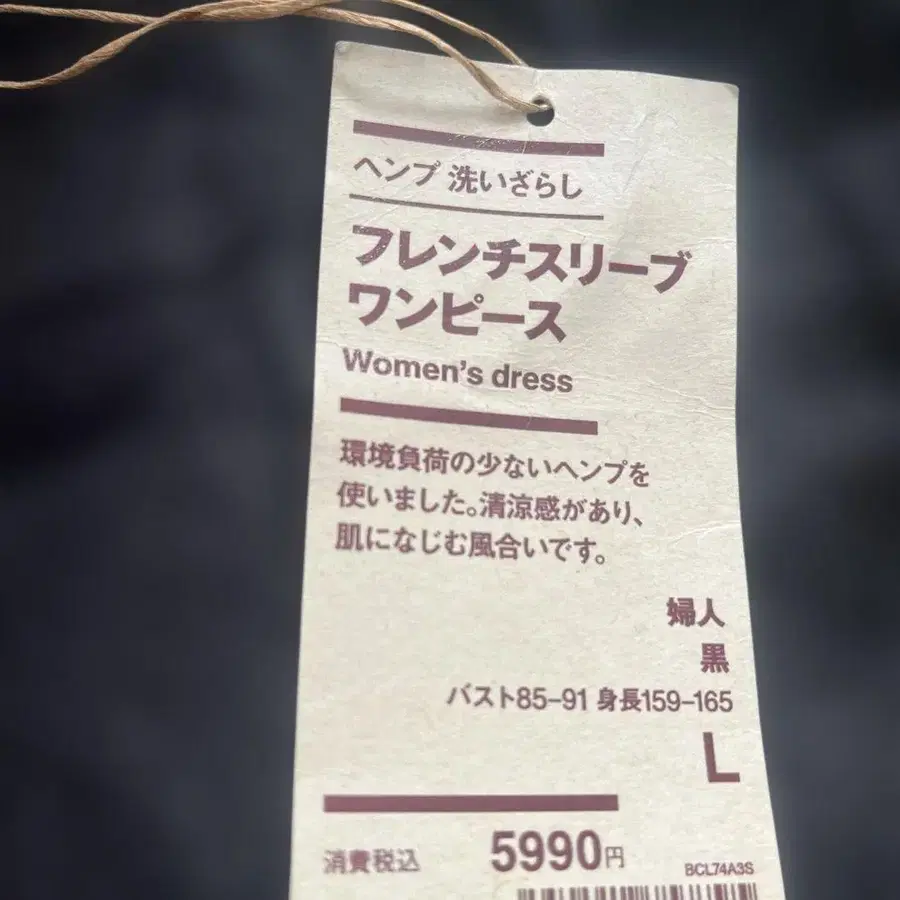 ヘンプ 洗いざらし
フレンチスリーブ
ワンピース
Women's dress
環境負荷の少ないヘンプを
使いました。清涼感があり、
肌になじむ風合いです。
婦人
黒
バスト85-91 身長159-165
L
消費税込 5990円
BCL74A3S